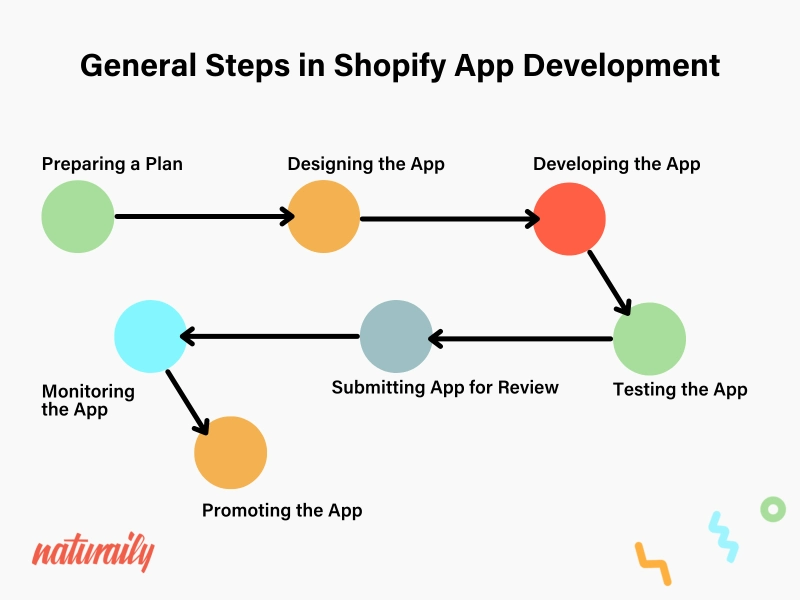 General Steps in Shopify App Development
Preparing a Plan
Designing the App
Developing the App
Testing the App
Submitting App for Review
Monitoring
the App
Promoting the App
naturaily